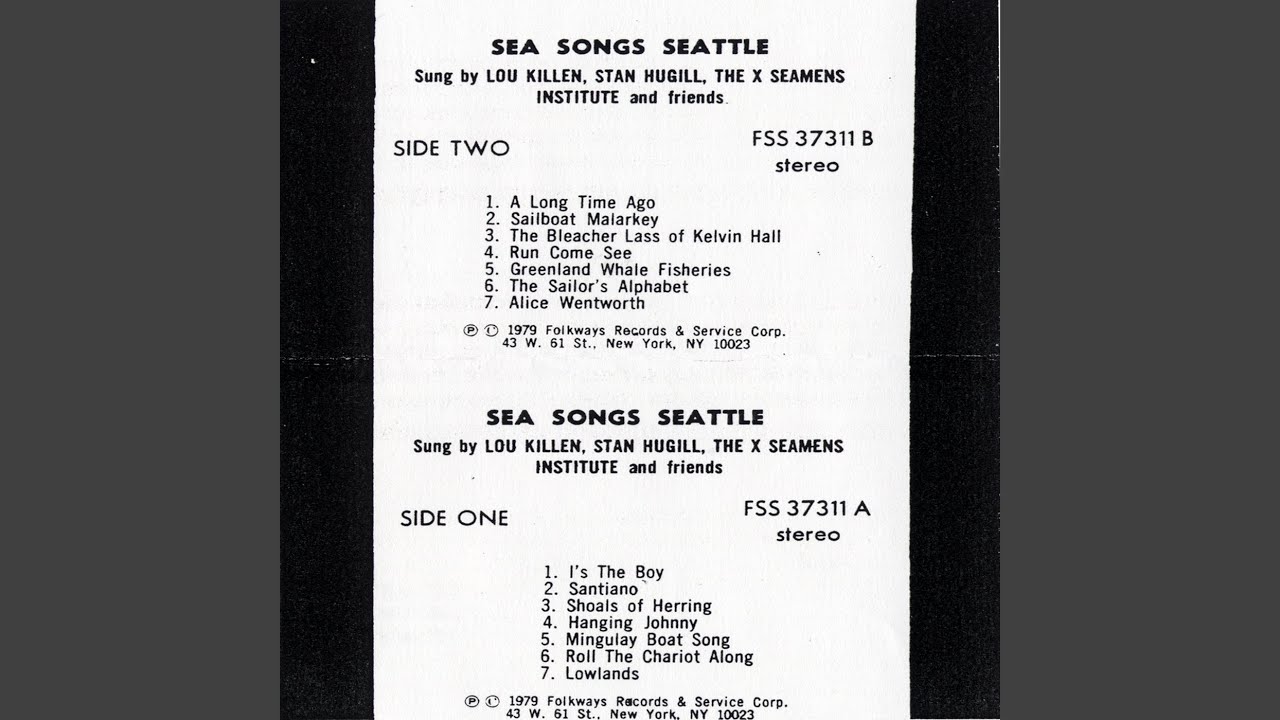 SEA SONGS SEATTLE
Sung by LOU KILLEN, STAN HUGILL, THE X SEAMENS
INSTITUTE and friends.
SIDE TWO
FSS 37311 B
stereo
1. A Long Time Ago
2. Sailboat Malarkey
3. The Bleacher Lass of Kelvin Hall
4. Run Come See
5. Greenland Whale Fisheries
6. The Sailor's Alphabet
7. Alice Wentworth
℗ © 1979 Folkways Records & Service Corp.
43 W. 61 St., New York, NY 10023
SEA SONGS SEATTLE
Sung by LOU KILLEN, STAN HUGILL, THE X SEAMENS
INSTITUTE and friends
SIDE ONE
FSS 37311 A
stereo
1. I's The Boy
2. Santiano
3. Shoals of Herring
4. Hanging Johnny
5. Mingulay Boat Song
6. Roll The Chariot Along
7. Lowlands
℗ © 1979 Folkways Records & Service Corp.
43 W. 61 St., New York, NY 10023